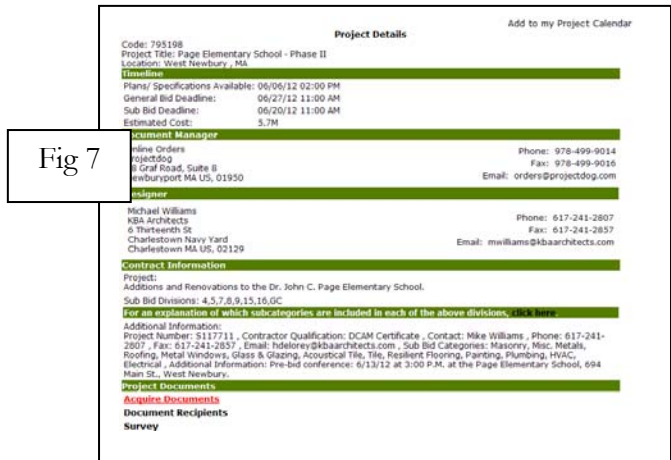 Add to my Project Calendar
Project Details
Code: 795198
Project Title: Page Elementary School - Phase II
Location: West Newbury , MA
Timeline
Plans/ Specifications Available: 06/06/12 02:00 PM
General Bid Deadline: 06/27/12 11:00 AM
Sub Bid Deadline: 06/20/12 11:00 AM
Estimated Cost: 5.7M
Fig 7
Document Manager
nline Orders Phone: 978-499-9014
rojectdog Fax: 978-499-9016
8 Graf Road, Suite 8 Email: orders@projectdog.com
ewburyport MA US, 01950
esigner
Michael Williams
KBA Architects Phone: 617-241-2807
6 Thirteenth St Fax: 617-241-2857
Charlestown Navy Yard Email: mwilliams@kbaarchitects.com
Charlestown MA US, 02129
Contract Information
Project:
Additions and Renovations to the Dr. John C. Page Elementary School.
Sub Bid Divisions: 4,5,7,8,9,15,16,GC
For an explanation of which subcategories are included in each of the above divisions, click here
Additional Information:
Project Number: S117711 , Contractor Qualification: DCAM Certificate , Contact: Mike Williams , Phone: 617-241-
2807 , Fax: 617-241-2857 , Email: hdelorey@kbaarchitects.com , Sub Bid Categories: Masonry, Misc. Metals,
Roofing, Metal Windows, Glass & Glazing, Acoustical Tile, Tile, Resilient Flooring, Painting, Plumbing, HVAC,
Electrical , Additional Information: Pre-bid conference: 6/13/12 at 3:00 P.M. at the Page Elementary School, 694
Main St., West Newbury.
Project Documents
Acquire Documents
Document Recipients
Survey